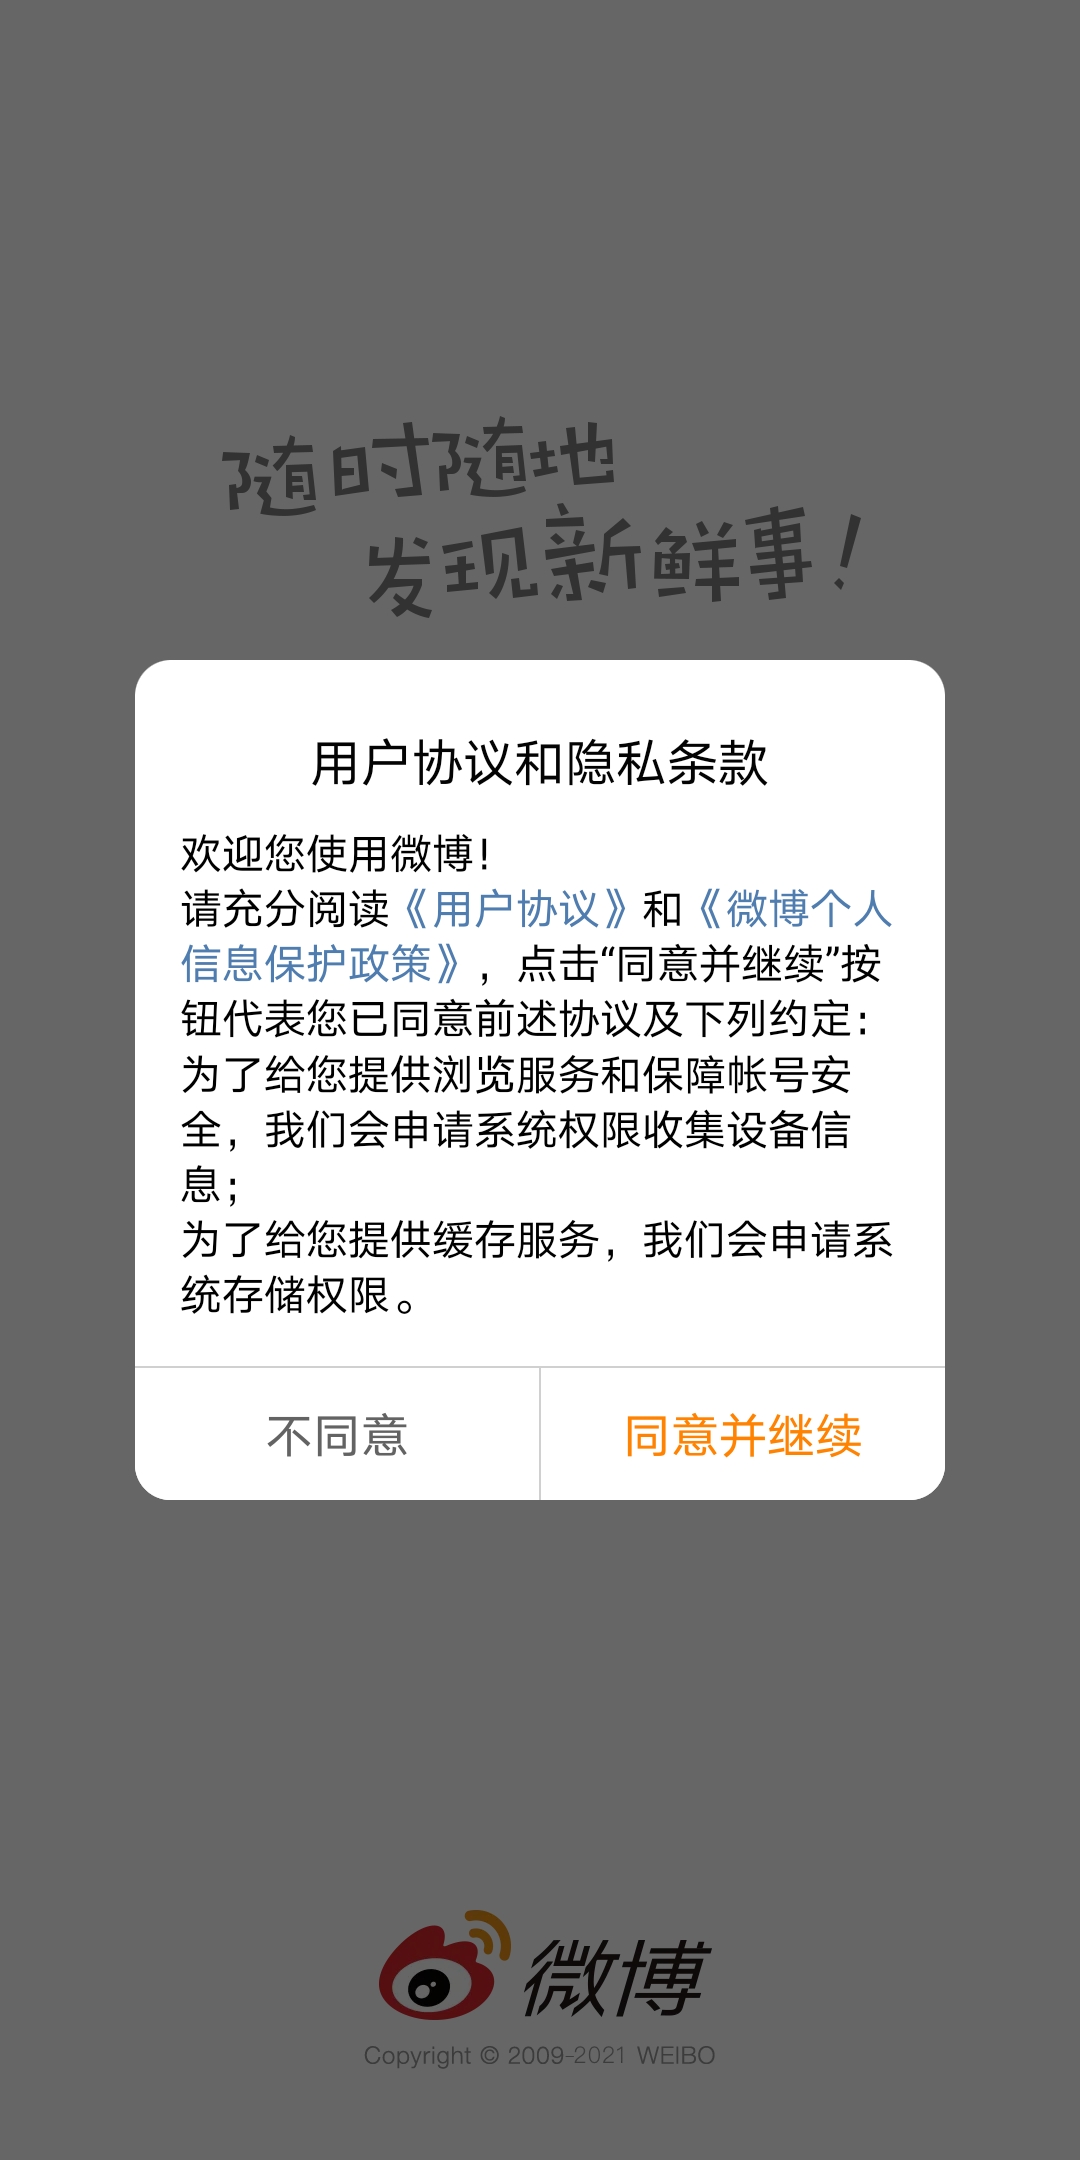 随时随地
发现新鲜事！
用户协议和隐私条款
欢迎您使用微博！
请充分阅读《用户协议》和《微博个人
信息保护政策》，点击“同意并继续”按
钮代表您已同意前述协议及下列约定：
为了给您提供浏览服务和保障帐号安
全，我们会申请系统权限收集设备信
息；
为了给您提供缓存服务，我们会申请系
统存储权限。
不同意
同意并继续
微博
Copyright © 2009-2021 WEIBO